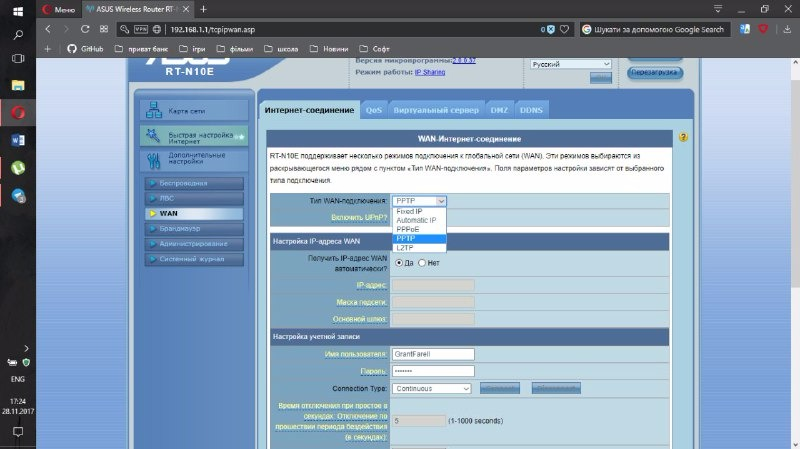 Меню
ASUS Wireless Router RT-N
VPN
192.168.1.1/tcpipwan.asp
0
Шукати за допомогою Google Search
GitHub
приват банк
ігри
фільми
школа
Новини
Софт
RT-N10E
Режим работы: IP Sharing
Русский
Перезагрузка
Карта сети
Быстрая настройка
Интернет
Дополнительные
настройки
Беспроводная
ЛВС
WAN
Брандмауэр
Администрирование
Системный журнал
Интернет-соединение
QoS
Виртуальный сервер
DMZ
DDNS
WAN-Интернет-соединение
RT-N10E поддерживает несколько режимов подключения к глобальной сети (WAN). Эти режимы выбираются из
раскрывающегося меню рядом с пунктом «Тип WAN-подключения». Поля параметров настройки зависят от выбранного
типа подключения.
Тип WAN-подключения: PPTP
Fixed IP
Включить UPnP? Automatic IP
PPPoE
PPTP
L2TP
Настройка IP-адреса WAN
Получить IP-адрес WAN
автоматически? Да Нет
IP-адрес:
Маска подсети:
Основной шлюз:
Настройка учетной записи
Имя пользователя: GrantFarell
Пароль: •••••••
Connection Type: Continuous
Время отключения при простое в
секундах: Отключение по
прошествии периода бездействия
(в секундах): 5 (1-1000 seconds)
ENG
17:24
28.11.2017